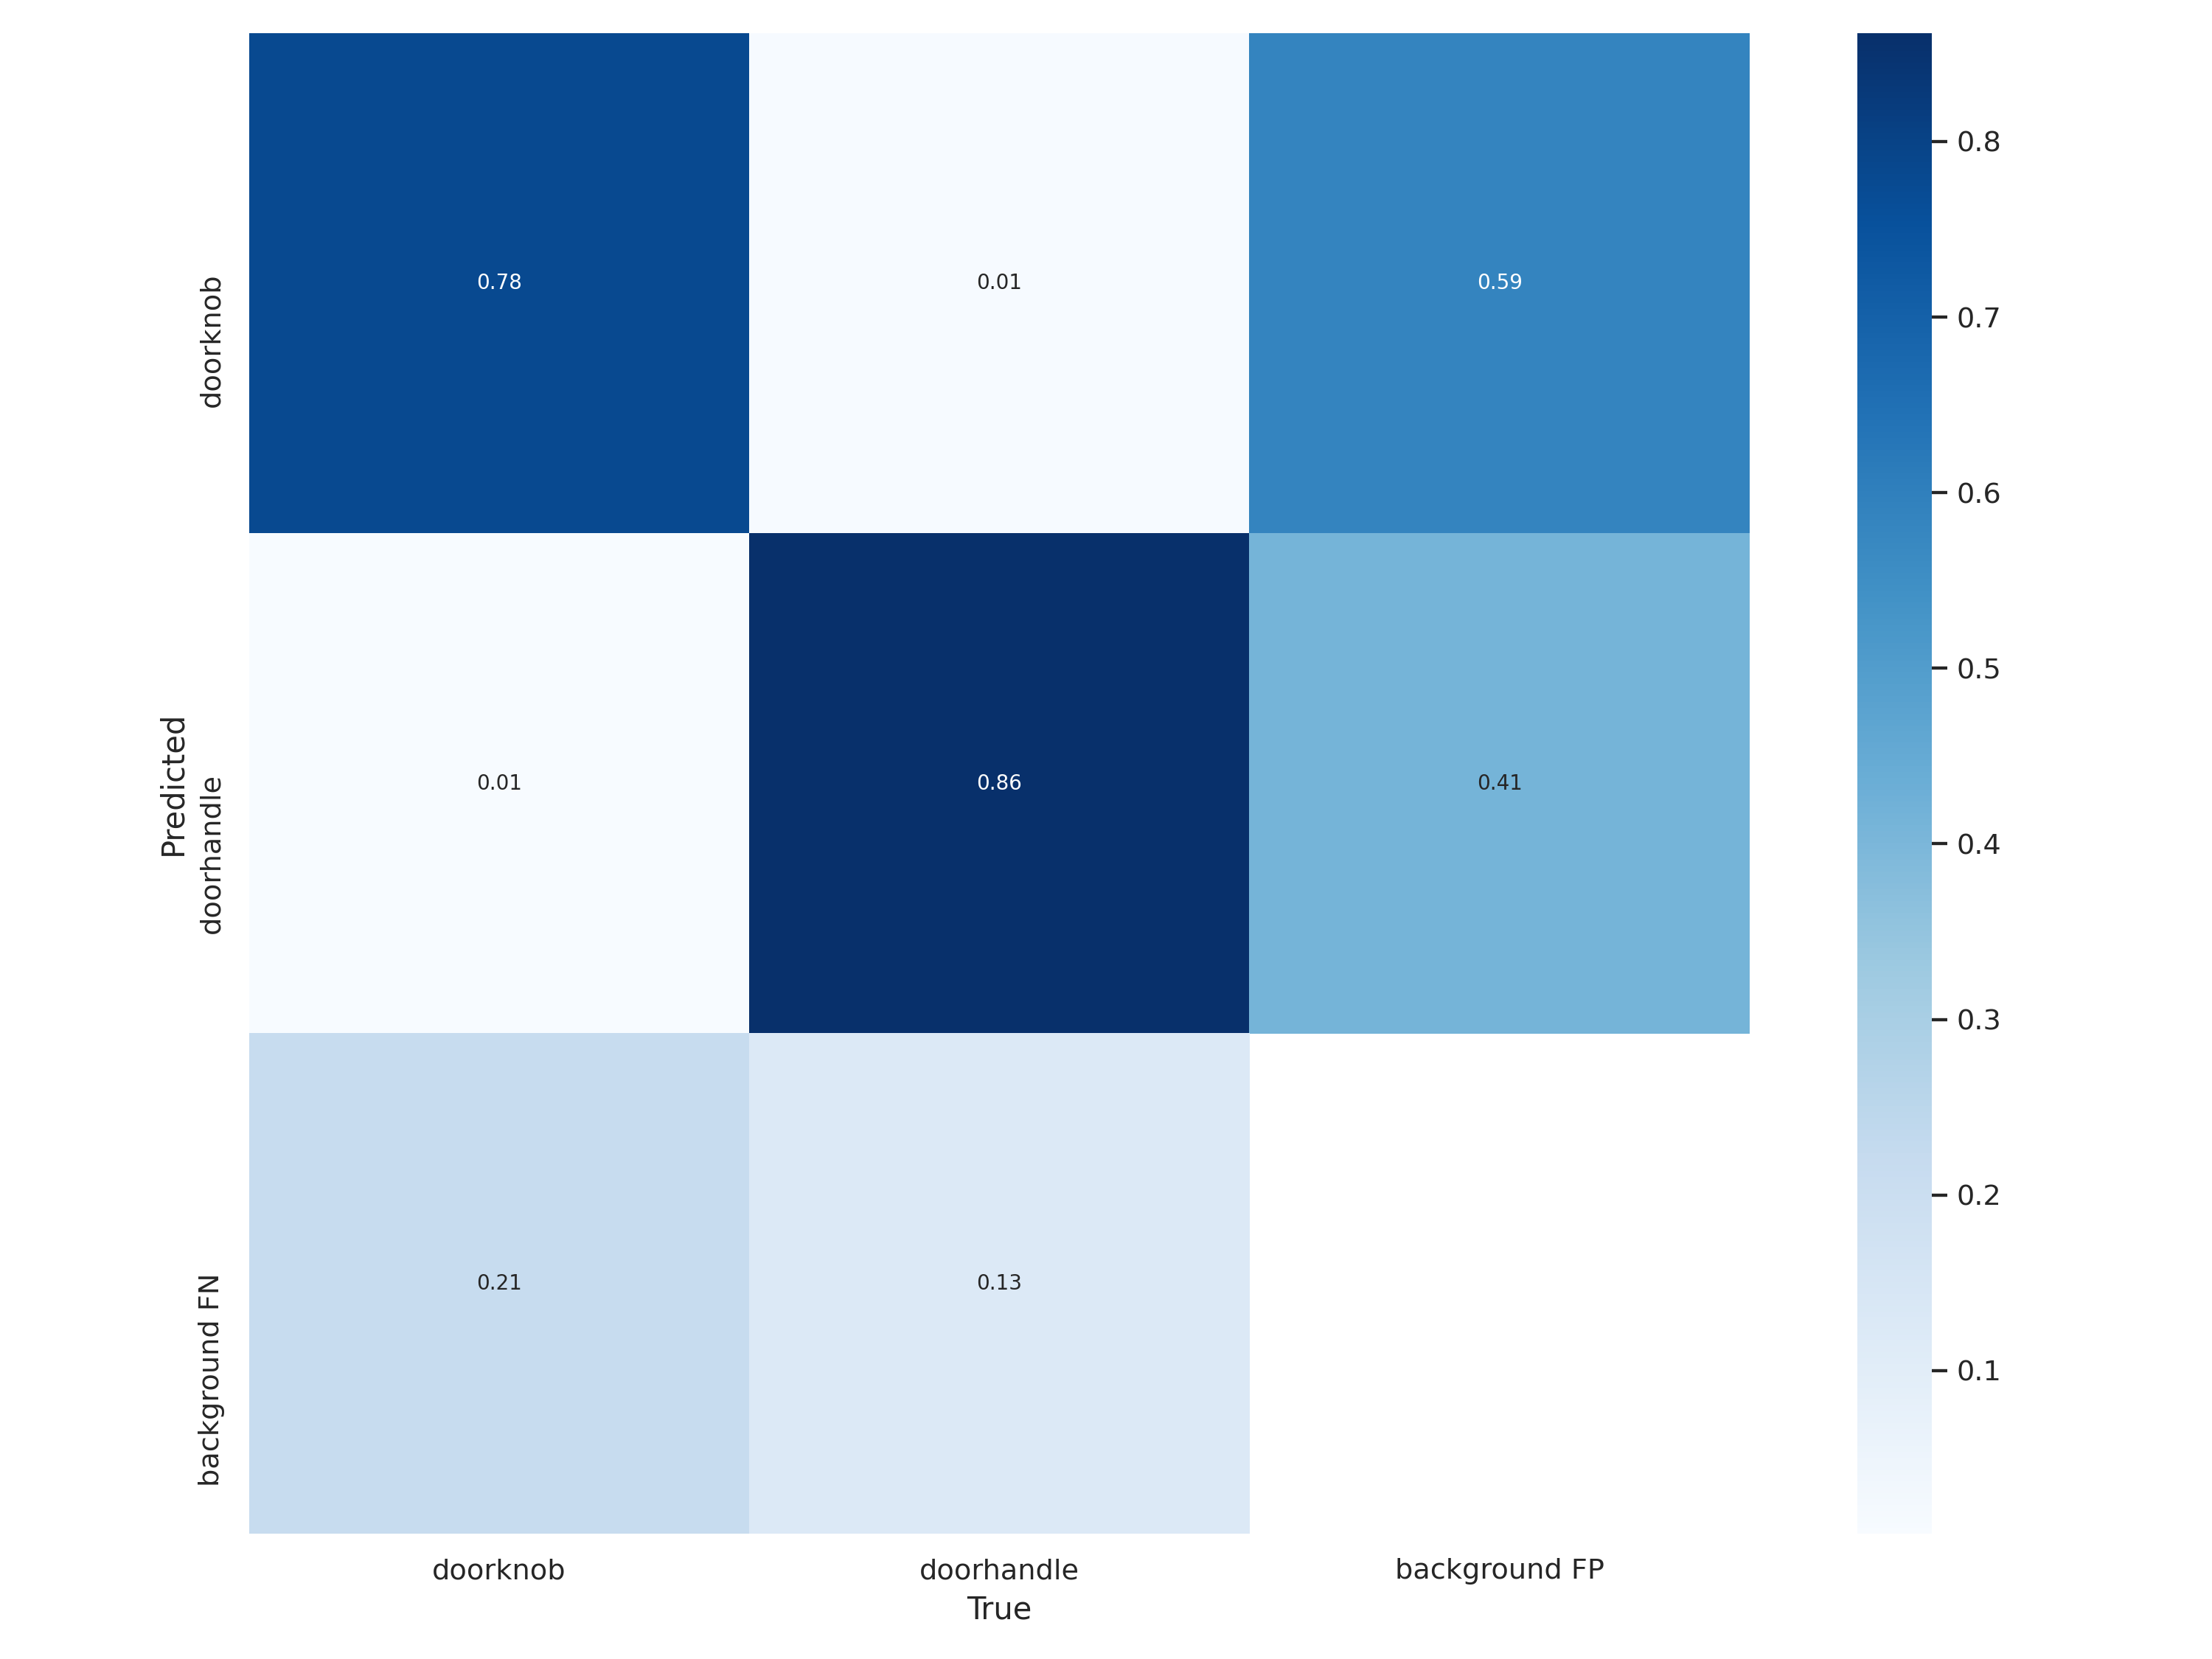 Predicted
doorknob
doorhandle
background FN
0.78 0.01 0.59
0.01 0.86 0.41
0.21 0.13
doorknob doorhandle background FP
True
0.8
0.7
0.6
0.5
0.4
0.3
0.2
0.1